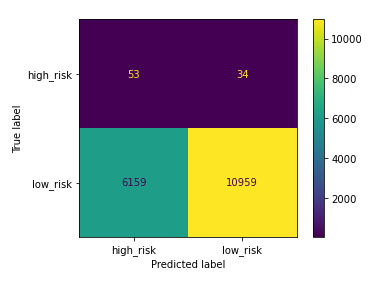 high_risk
low_risk
True label
53
34
6159
10959
high_risk
low_risk
Predicted label
10000
8000
6000
4000
2000